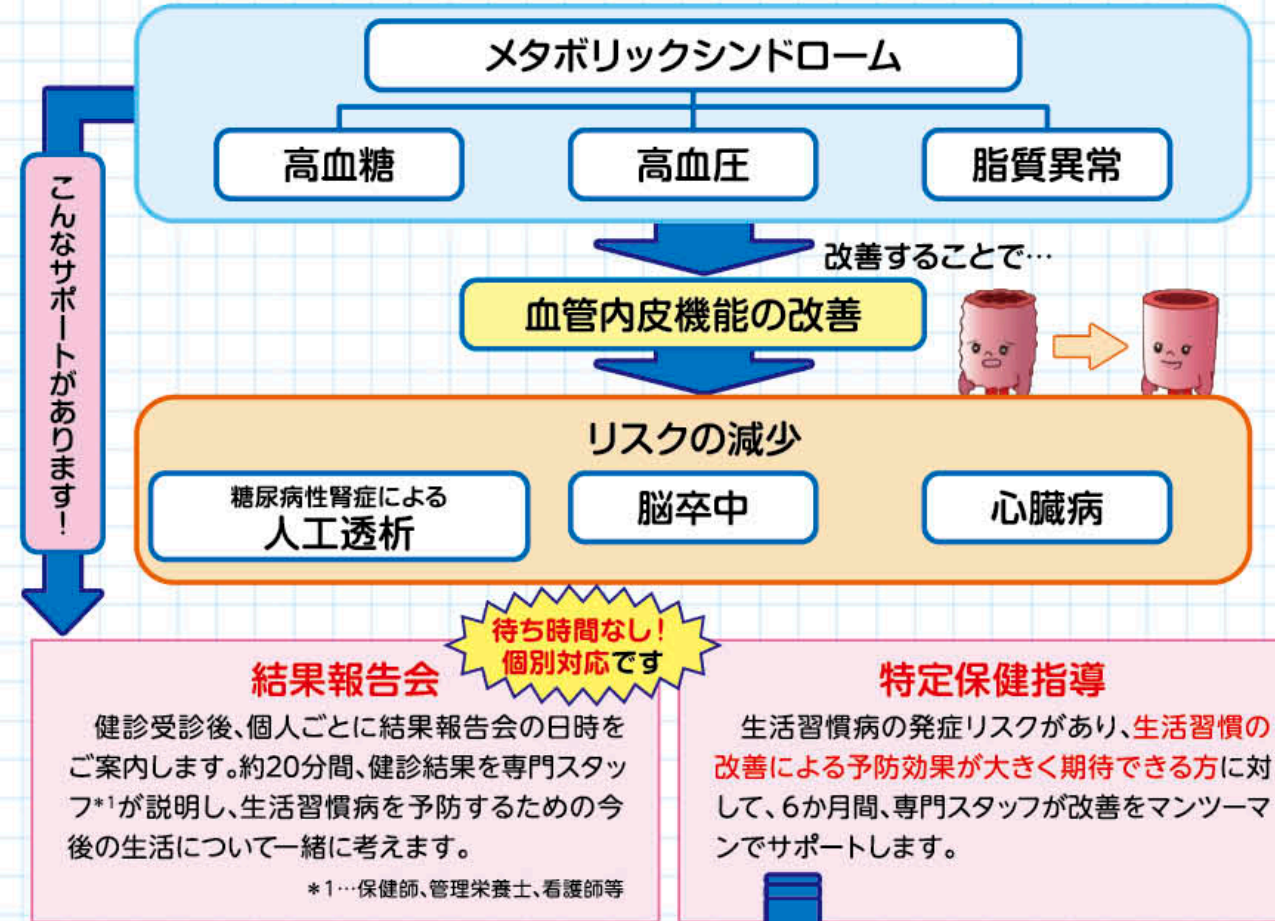 メタボリックシンドローム
高血糖
高血圧
脂質異常
こんなサポートがあります！
改善することで…
血管内皮機能の改善
リスクの減少
糖尿病性腎症による
人工透析
脳卒中
心臓病
待ち時間なし！
個別対応です
結果報告会
健診受診後、個人ごとに結果報告会の日時を
ご案内します。約20分間、健診結果を専門スタッ
フ*1が説明し、生活習慣病を予防するための今
後の生活について一緒に考えます。
*1…保健師、管理栄養士、看護師等
特定保健指導
生活習慣病の発症リスクがあり、生活習慣の
改善による予防効果が大きく期待できる方に対
して、6か月間、専門スタッフが改善をマンツーマ
ンでサポートします。